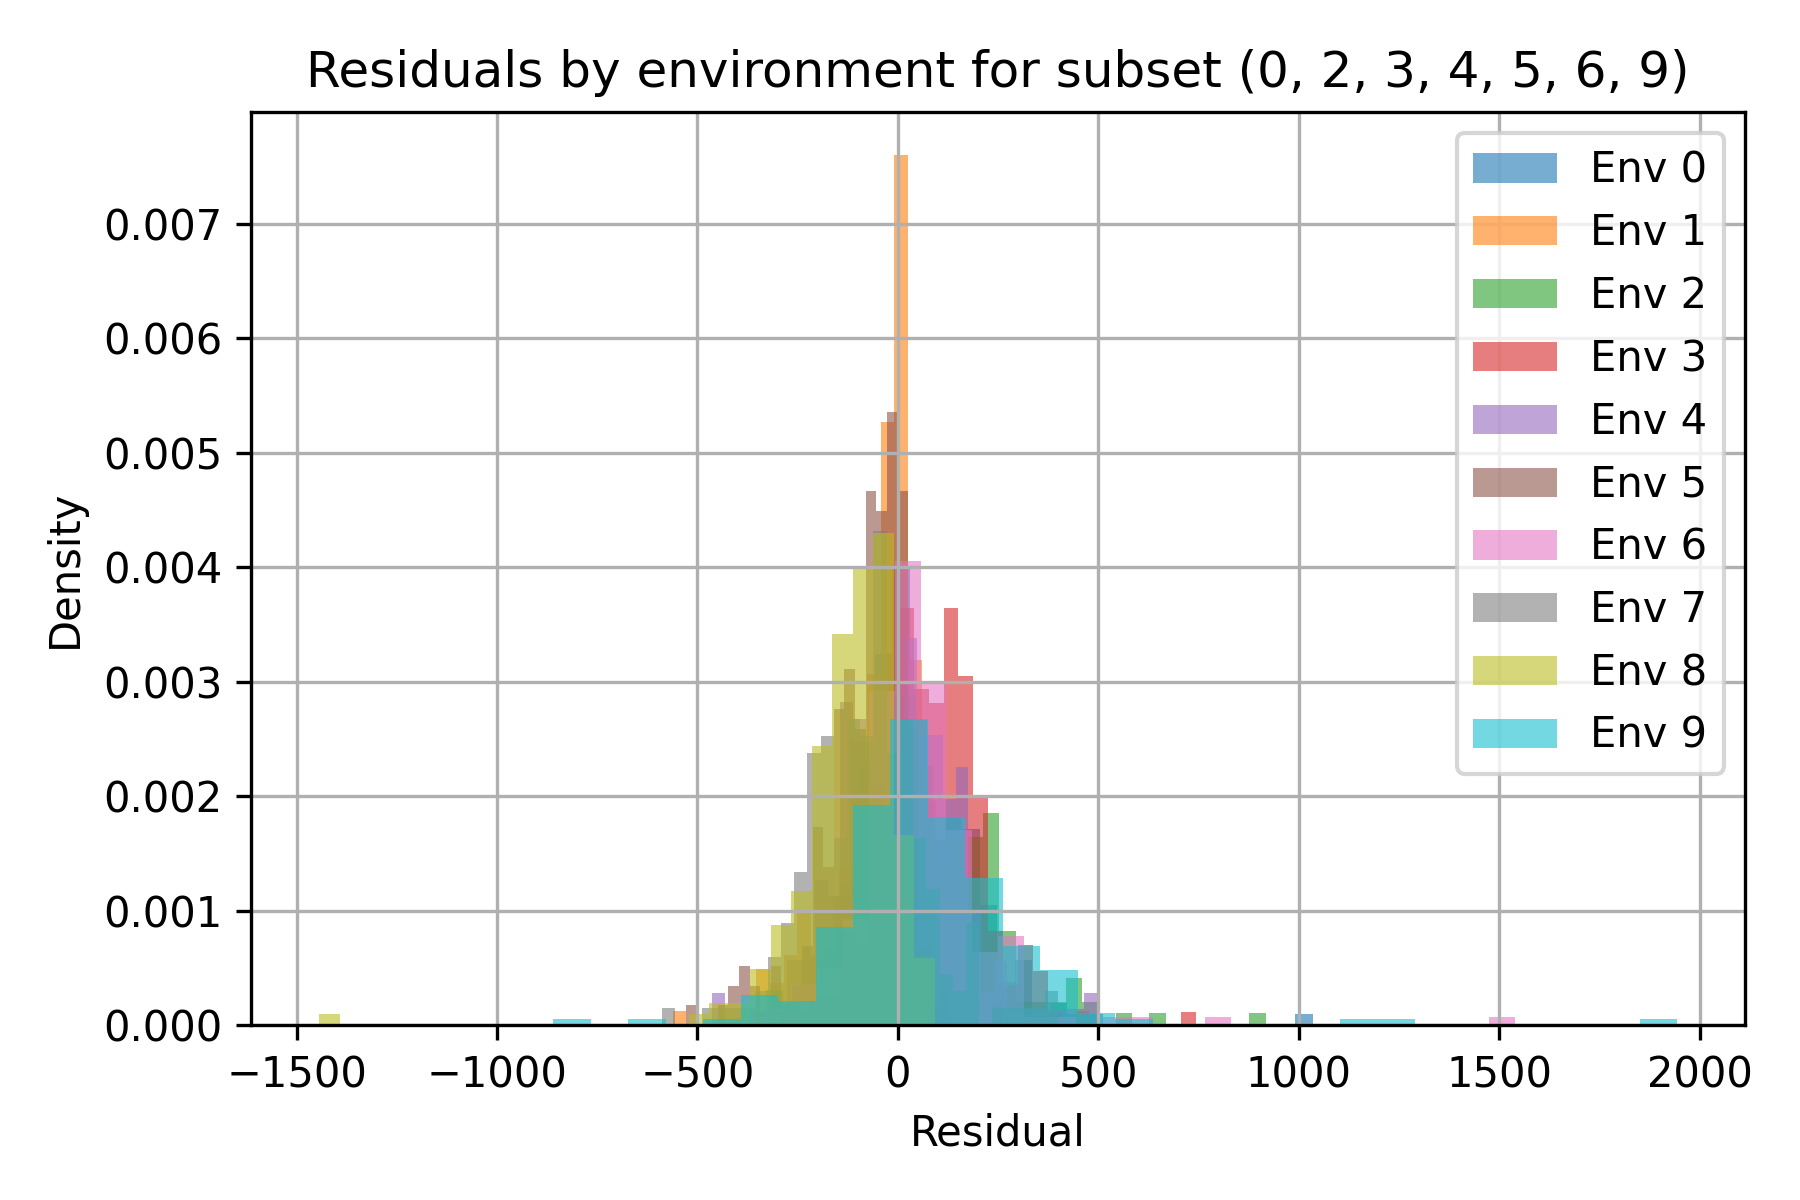 Residuals by environment for subset (0, 2, 3, 4, 5, 6, 9)
Env 0
Env 1
Env 2
Env 3
Env 4
Env 5
Env 6
Env 7
Env 8
Env 9
0.007
0.006
0.005
0.004
0.003
0.002
0.001
0.000
Density
−1500 −1000 −500 0 500 1000 1500 2000
Residual